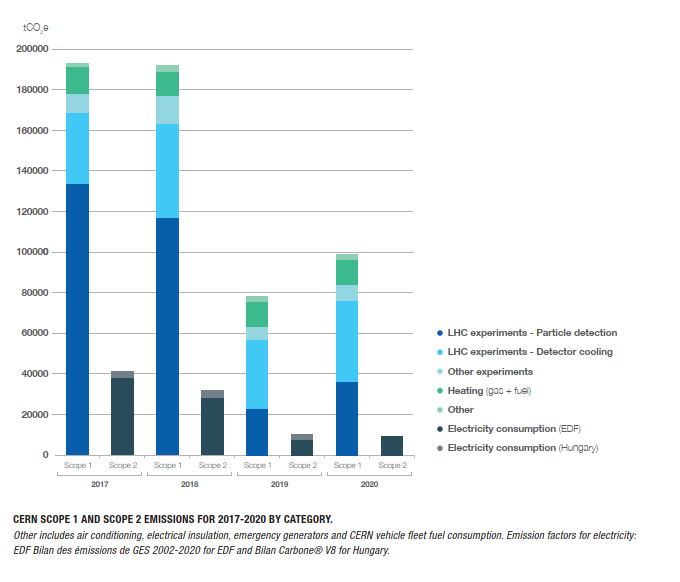 tCO₂e
200000
180000
160000
140000
120000
100000
80000
60000
40000
20000
0
Scope 1 Scope 2 Scope 1 Scope 2 Scope 1 Scope 2 Scope 1 Scope 2
2017 2018 2019 2020
LHC experiments - Particle detection
LHC experiments - Detector cooling
Other experiments
Heating (gas + fuel)
Other
Electricity consumption (EDF)
Electricity consumption (Hungary)
CERN SCOPE 1 AND SCOPE 2 EMISSIONS FOR 2017-2020 BY CATEGORY.
Other includes air conditioning, electrical insulation, emergency generators and CERN vehicle fleet fuel consumption. Emission factors for electricity:
EDF Bilan des émissions de GES 2002-2020 for EDF and Bilan Carbone® V8 for Hungary.